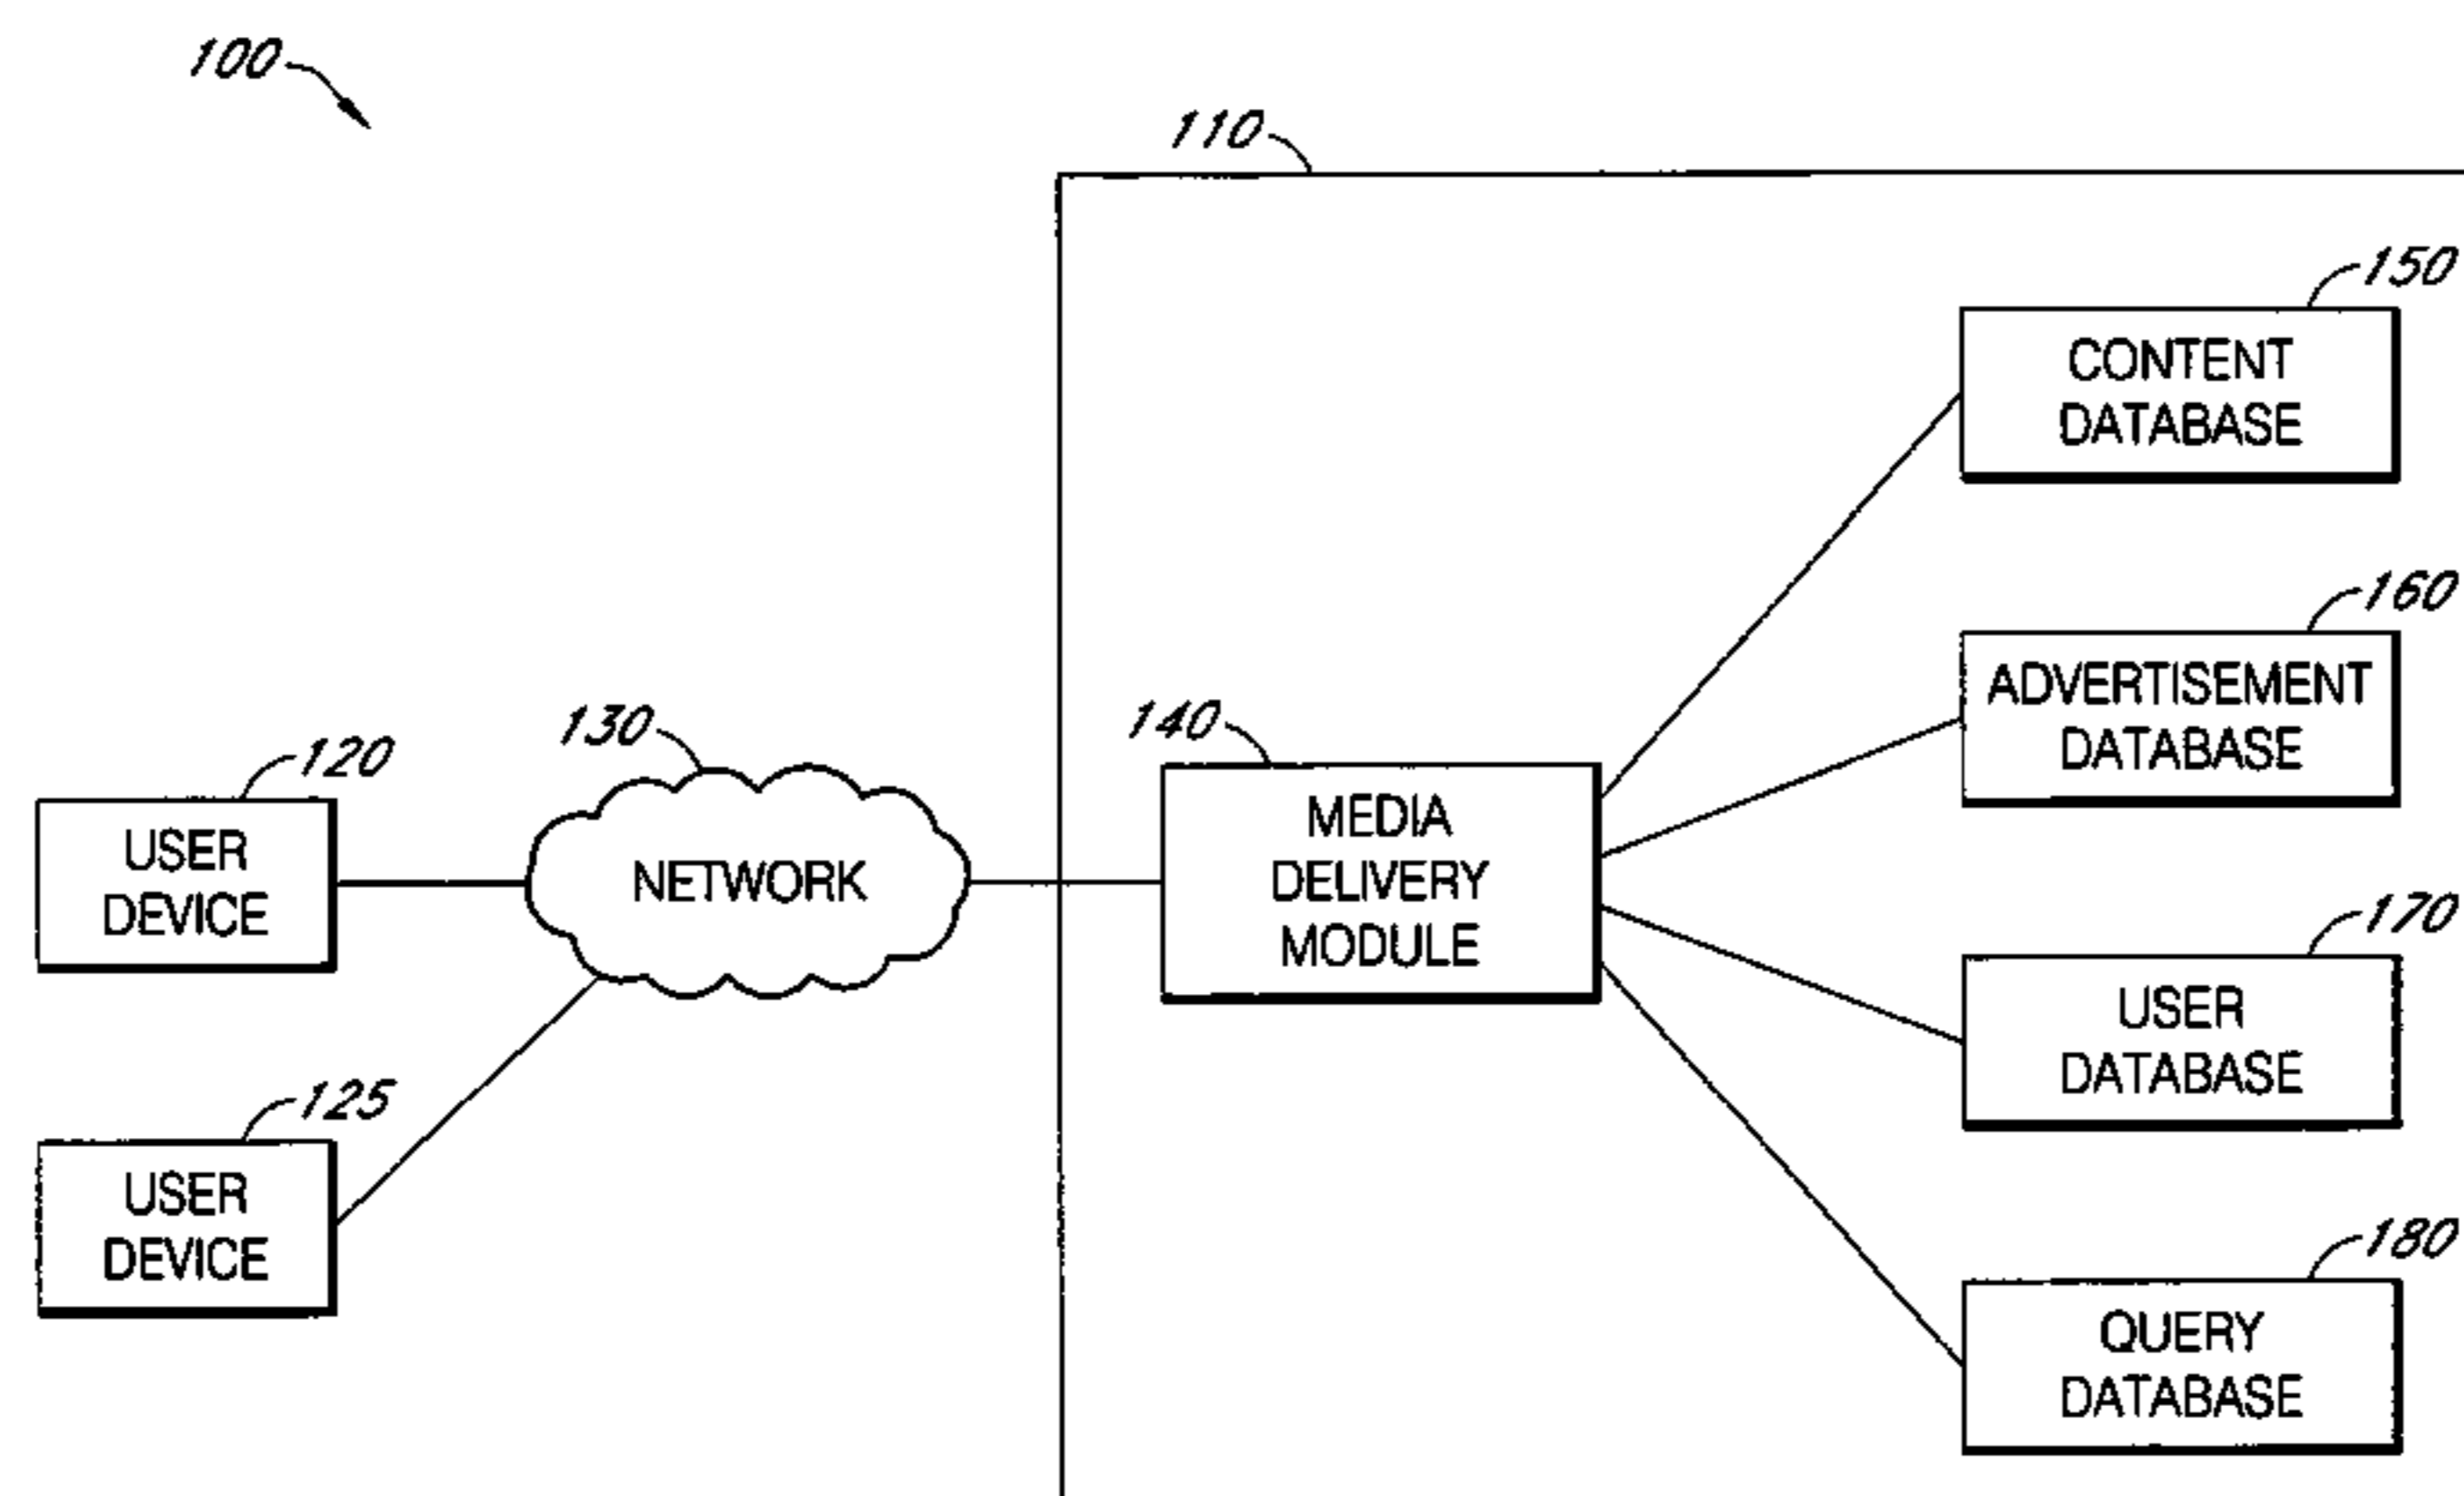 100
110
150
CONTENT
DATABASE
160
ADVERTISEMENT
DATABASE
130
140
120
USER
DEVICE
NETWORK
MEDIA
DELIVERY
MODULE
170
USER
DATABASE
125
USER
DEVICE
180
QUERY
DATABASE